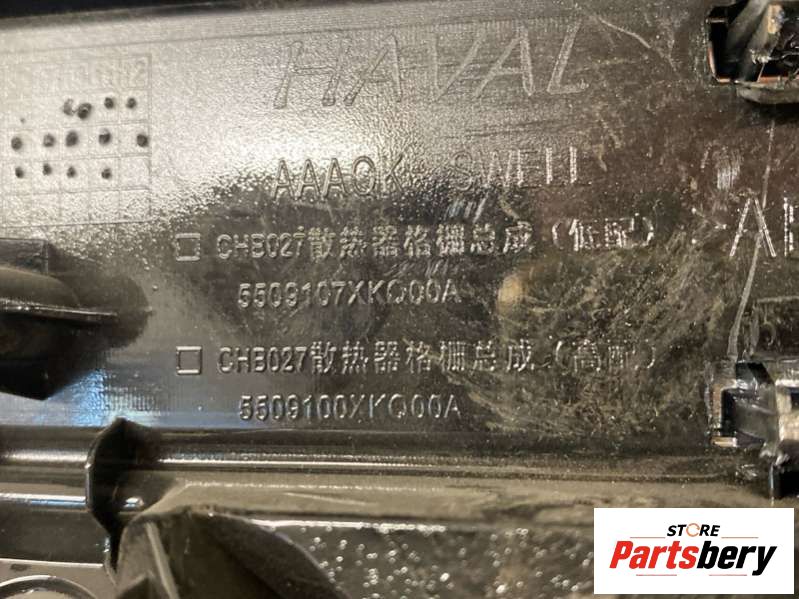 HAVAL
AAAQK SWELL
CHB027散热器格栅总成(低配)
5509107XKQ00A
CHB027散热器格栅总成(高配)
5509100XKQ00A
STORE
Partsbery